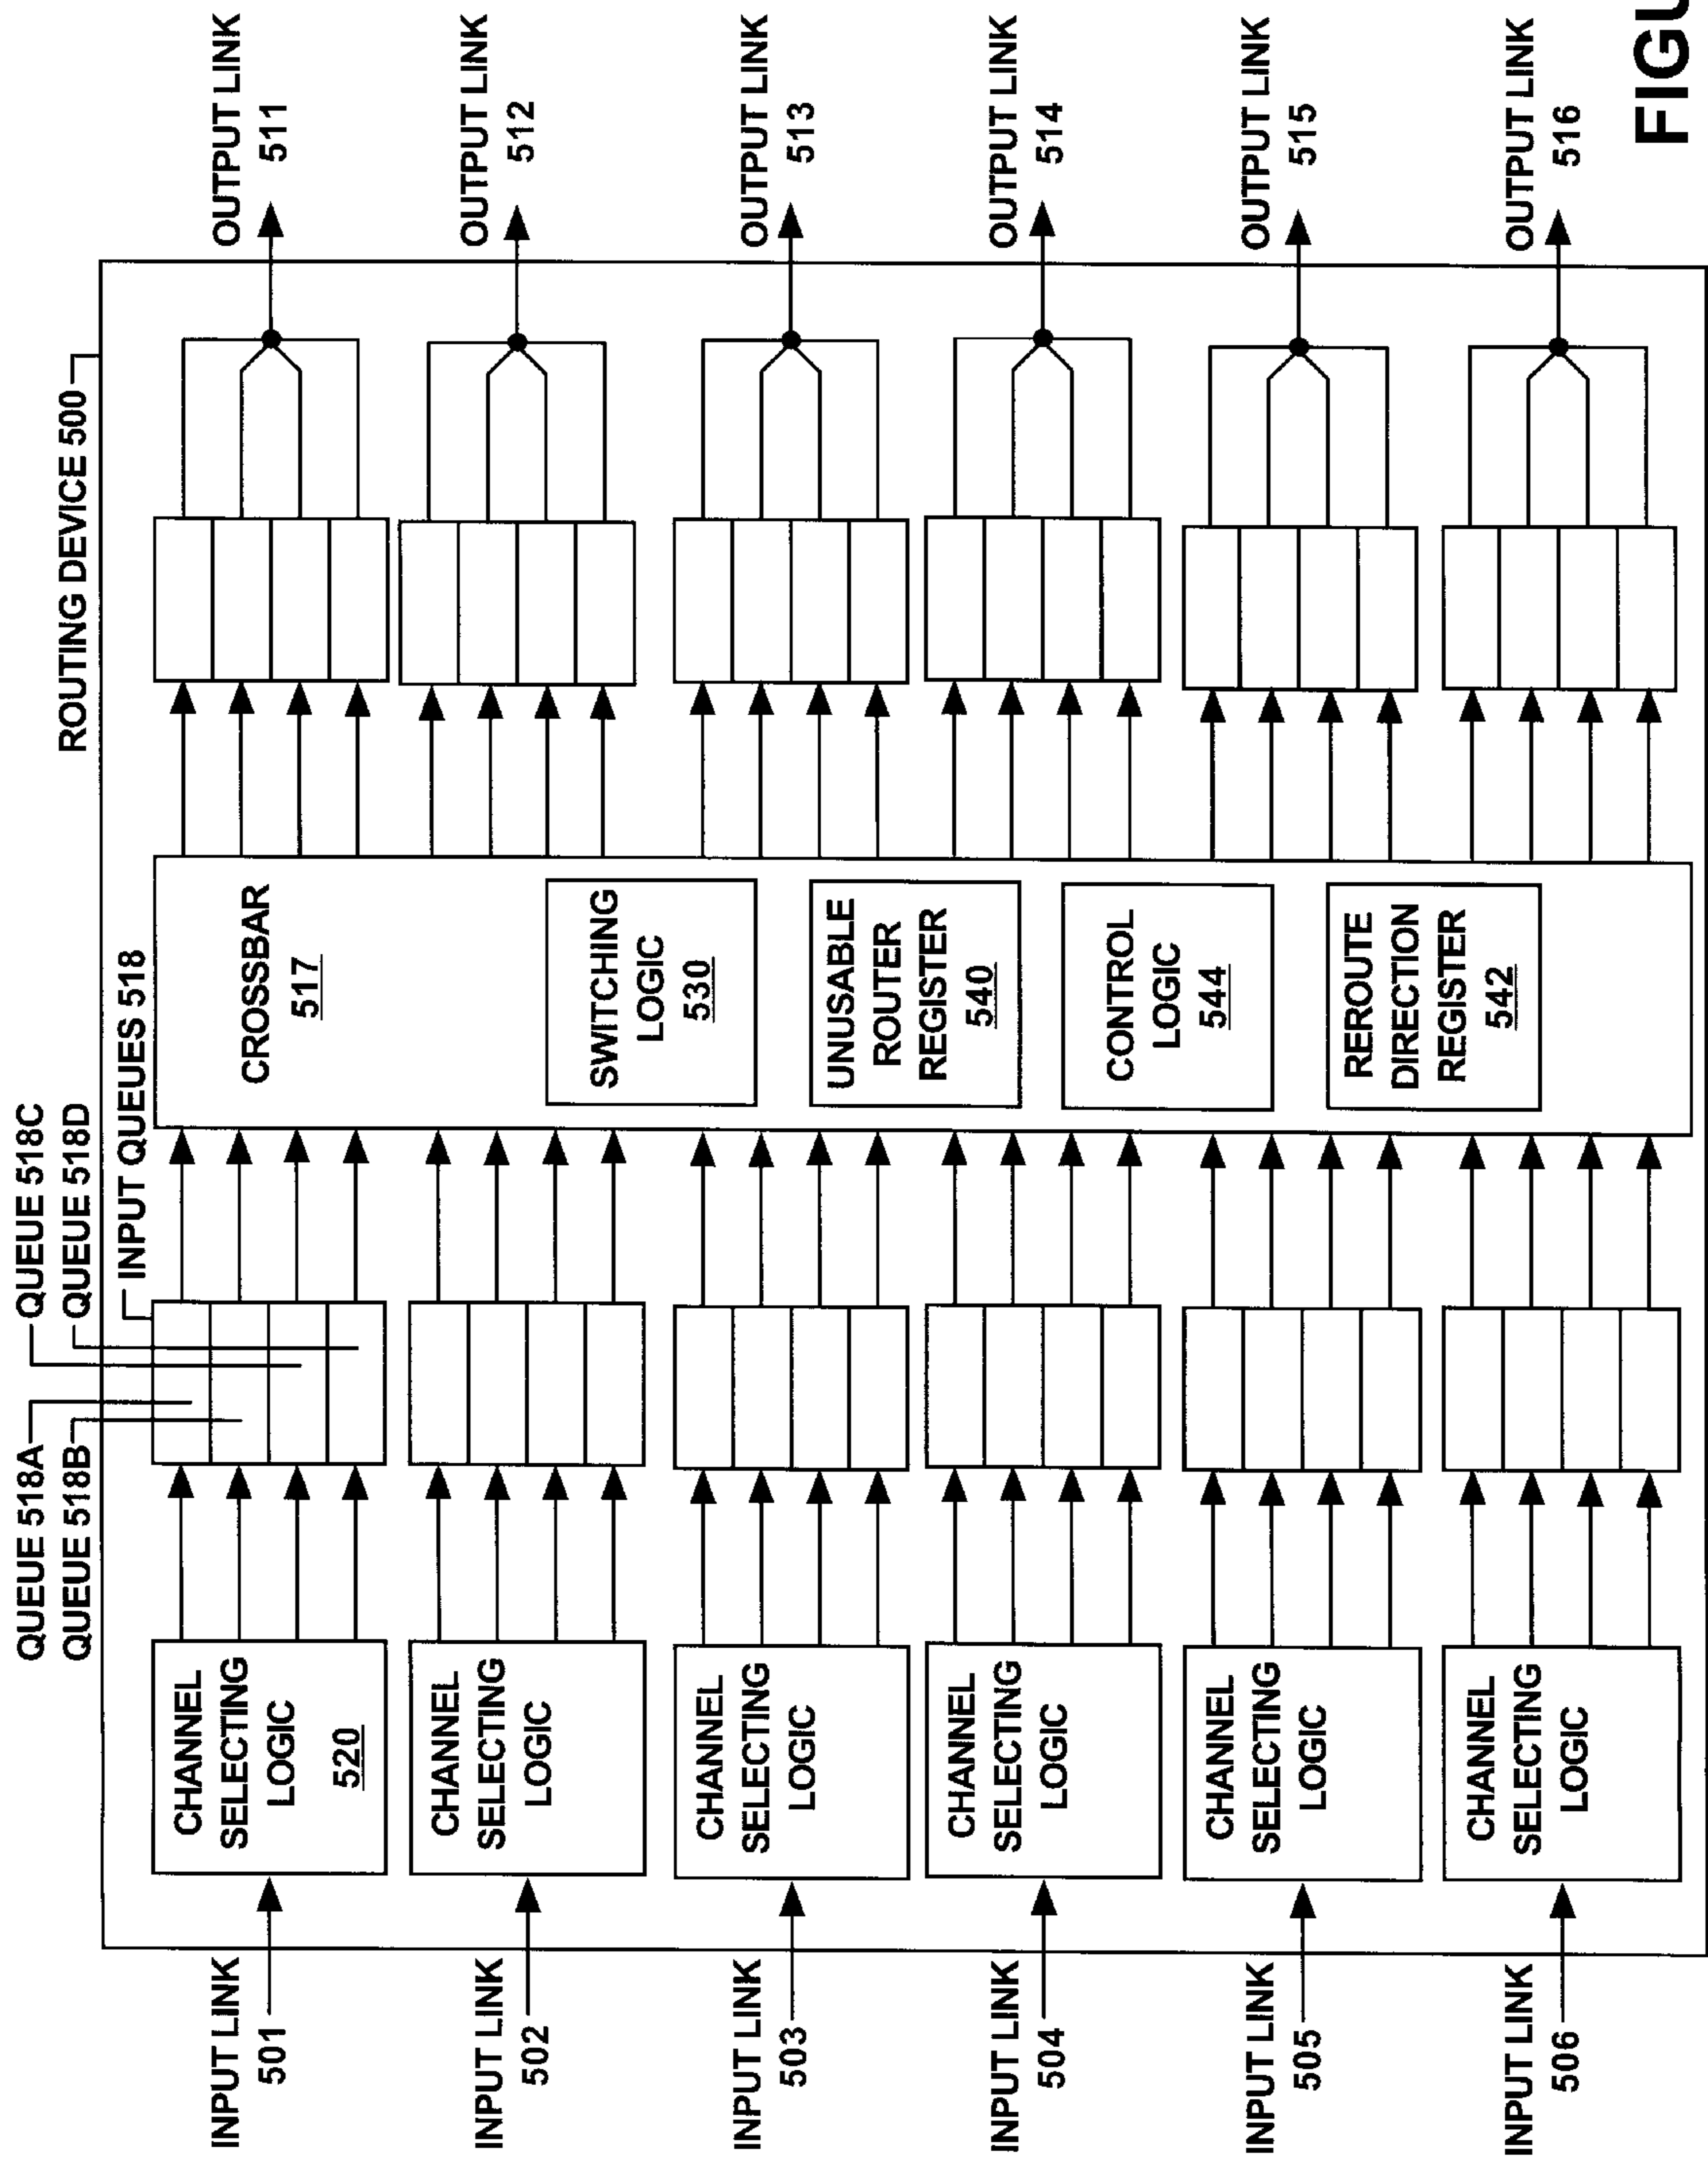 ROUTING DEVICE 500
QUEUE 518A
QUEUE 518B
QUEUE 518C
QUEUE 518D
INPUT QUEUES 518
INPUT LINK
501
CHANNEL
SELECTING
LOGIC
520
CROSSBAR
517
OUTPUT LINK
511
INPUT LINK
502
CHANNEL
SELECTING
LOGIC
SWITCHING
LOGIC
530
OUTPUT LINK
512
INPUT LINK
503
CHANNEL
SELECTING
LOGIC
UNUSABLE
ROUTER
REGISTER
540
OUTPUT LINK
513
INPUT LINK
504
CHANNEL
SELECTING
LOGIC
CONTROL
LOGIC
544
OUTPUT LINK
514
INPUT LINK
505
CHANNEL
SELECTING
LOGIC
REROUTE
DIRECTION
REGISTER
542
OUTPUT LINK
515
INPUT LINK
506
CHANNEL
SELECTING
LOGIC
OUTPUT LINK
516